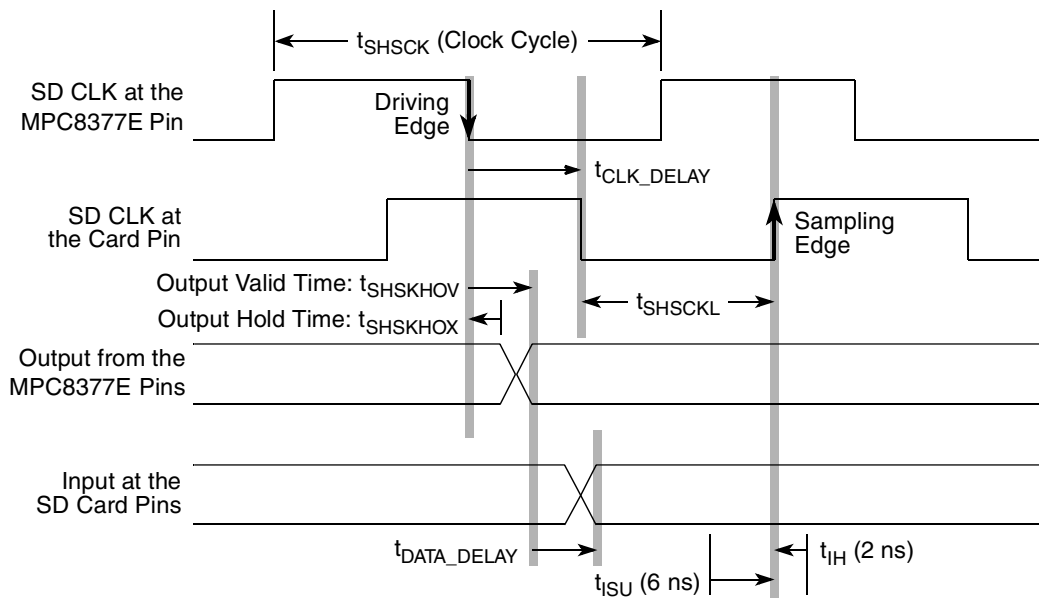 tSHSCK (Clock Cycle)
SD CLK at the
MPC8377E Pin
Driving
Edge
tCLK_DELAY
SD CLK at
the Card Pin
Sampling
Edge
Output Valid Time: tSHSKHOV
tSHSCKL
Output Hold Time: tSHSKHOX
Output from the
MPC8377E Pins
Input at the
SD Card Pins
tDATA_DELAY
tIH (2 ns)
tISU (6 ns)